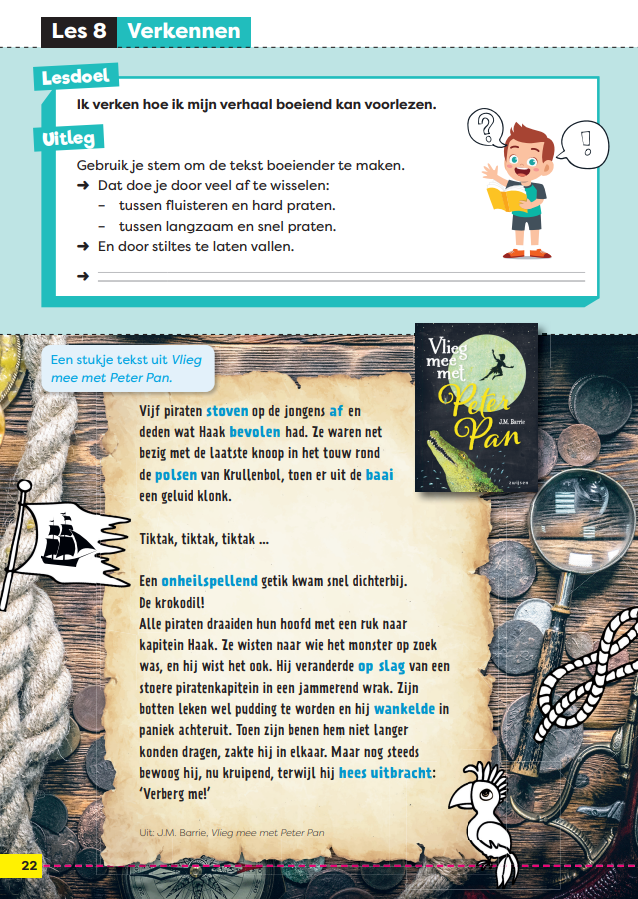 Les 8 Verkennen
Lesdoel
Ik verken hoe ik mijn verhaal boeiend kan voorlezen.
Uitleg
Gebruik je stem om de tekst boeiender te maken.
➜ Dat doe je door veel af te wisselen:
– tussen fluisteren en hard praten.
– tussen langzaam en snel praten.
➜ En door stiltes te laten vallen.
➜
?
!
Een stukje tekst uit Vlieg
mee met Peter Pan.
Vlieg
mee
met
Peter
Pan
J.M. Barrie
zwijsen
Vijf piraten stoven op de jongens af en
deden wat Haak bevolen had. Ze waren net
bezig met de laatste knoop in het touw rond
de polsen van Krullenbol, toen er uit de baai
een geluid klonk.
Tiktak, tiktak, tiktak ...
Een onheilspellend getik kwam snel dichterbij.
De krokodil!
Alle piraten draaiden hun hoofd met een ruk naar
kapitein Haak. Ze wisten naar wie het monster op zoek
was, en hij wist het ook. Hij veranderde op slag van een
stoere piratenkapitein in een jammerend wrak. Zijn
botten leken wel pudding te worden en hij wankelde in
paniek achteruit. Toen zijn benen hem niet langer
konden dragen, zakte hij in elkaar. Maar nog steeds
bewoog hij, nu kruipend, terwijl hij hees uitbracht:
‘Verberg me!’
Uit: J.M. Barrie, Vlieg mee met Peter Pan
22